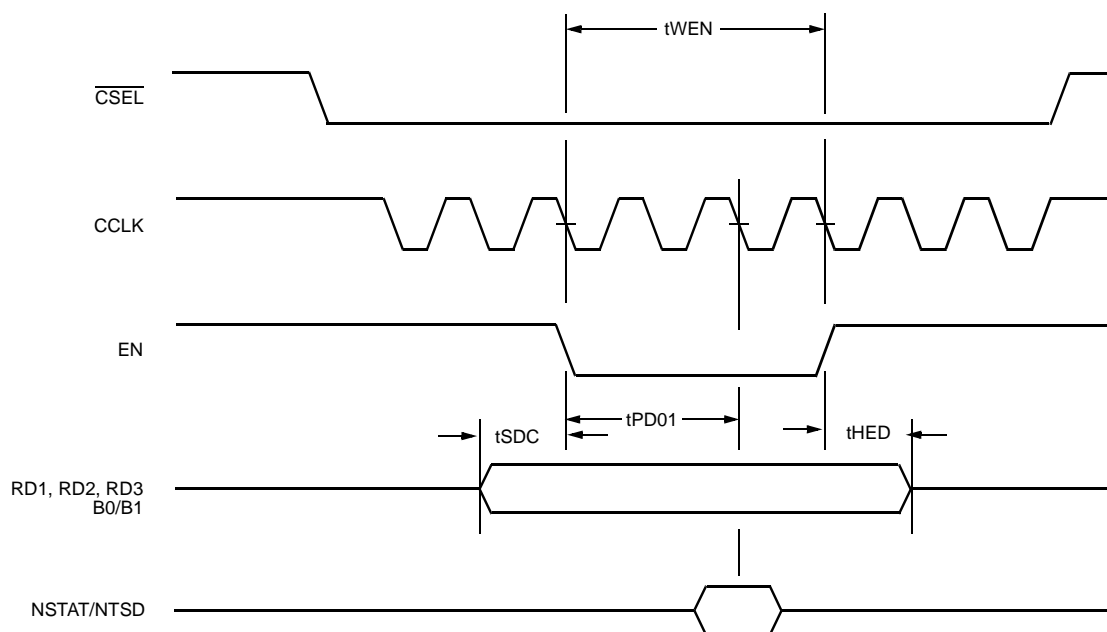 tWEN
CSEL
CCLK
EN
tSDC
tPD01
tHED
RD1, RD2, RD3
B0/B1
NSTAT/NTSD